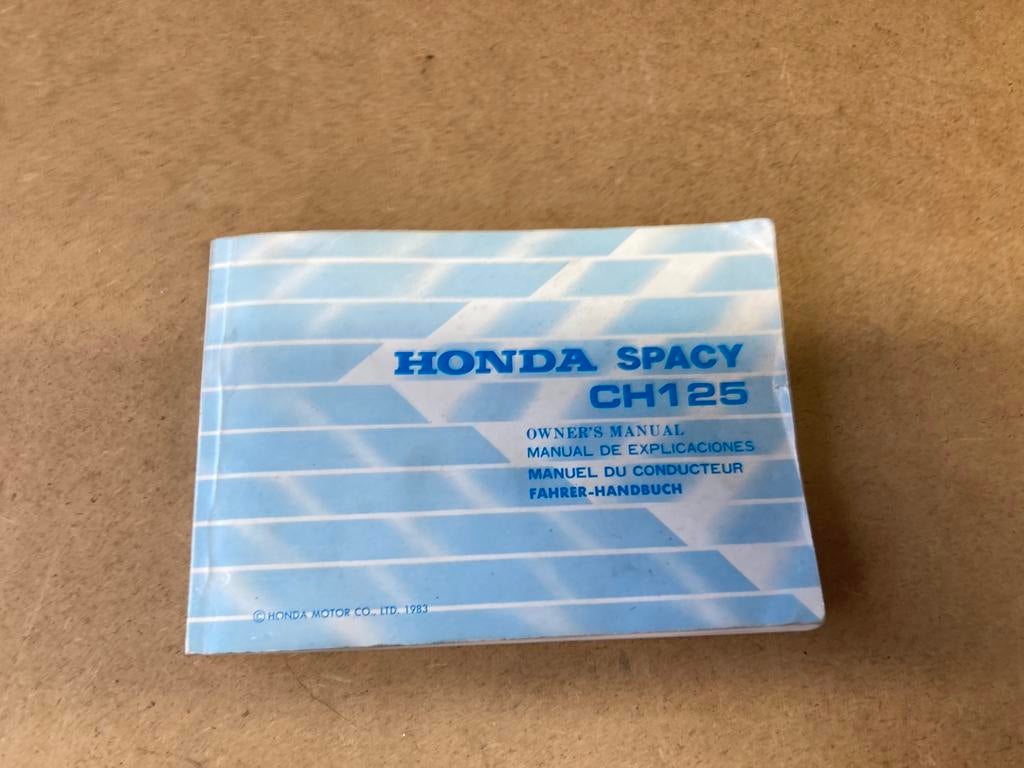 HONDA SPACY
CH125
OWNER'S MANUAL
MANUAL DE EXPLICACIONES
MANUEL DU CONDUCTEUR
FAHRER-HANDBUCH
© HONDA MOTOR CO., LTD. 1983